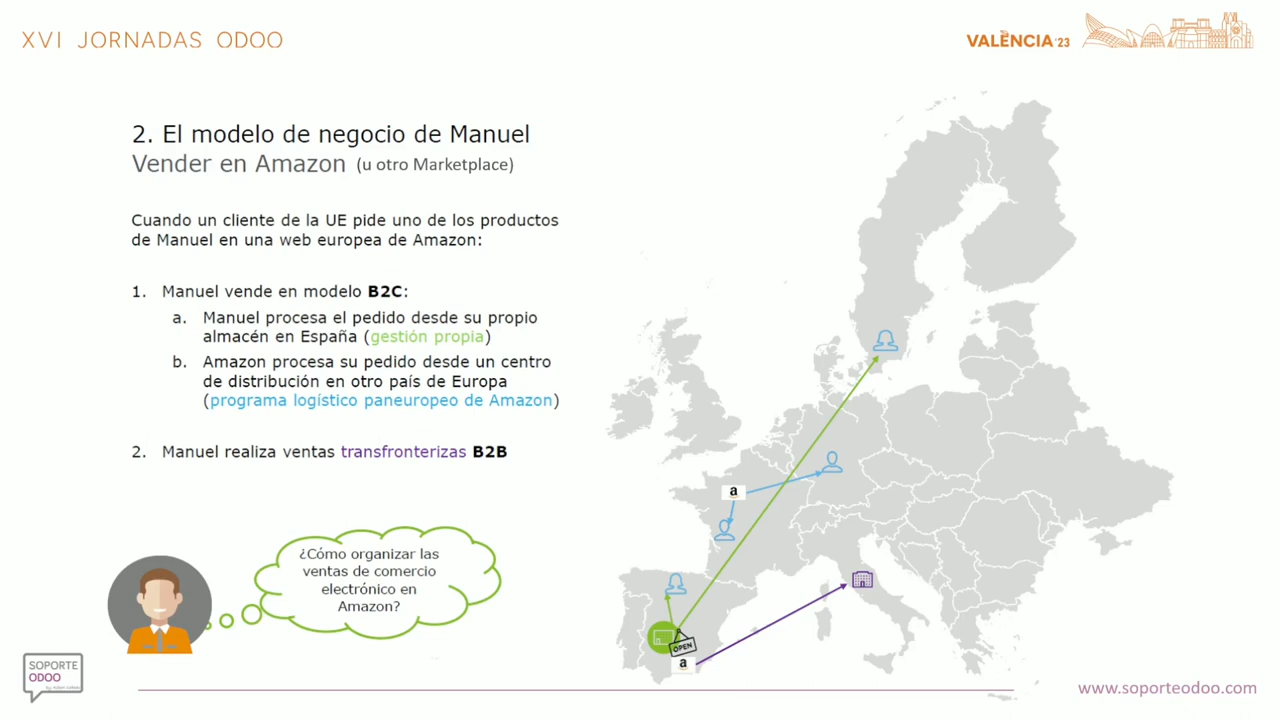 XVI JORNADAS ODOO
VALÈNCIA '23
2. El modelo de negocio de Manuel
Vender en Amazon (u otro Marketplace)
Cuando un cliente de la UE pide uno de los productos
de Manuel en una web europea de Amazon:
1. Manuel vende en modelo B2C:
a. Manuel procesa el pedido desde su propio
almacén en España (gestión propia)
b. Amazon procesa su pedido desde un centro
de distribución en otro país de Europa
(programa logístico paneuropeo de Amazon)
2. Manuel realiza ventas transfronterizas B2B
a
OPEN
a
¿Cómo organizar las
ventas de comercio
electrónico en
Amazon?
SOPORTE
ODOO
www.soporteodoo.com